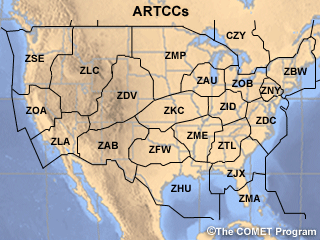 ARTCCs
CZY
ZSE
ZMP
ZLC
ZBW
ZAU
ZOB
ZDV
ZNY
ZOA
ZKC
ZID
ZDC
ZLA
ZME
ZAB
ZFW
ZTL
ZJX
ZHU
ZMA
©The COMET Program